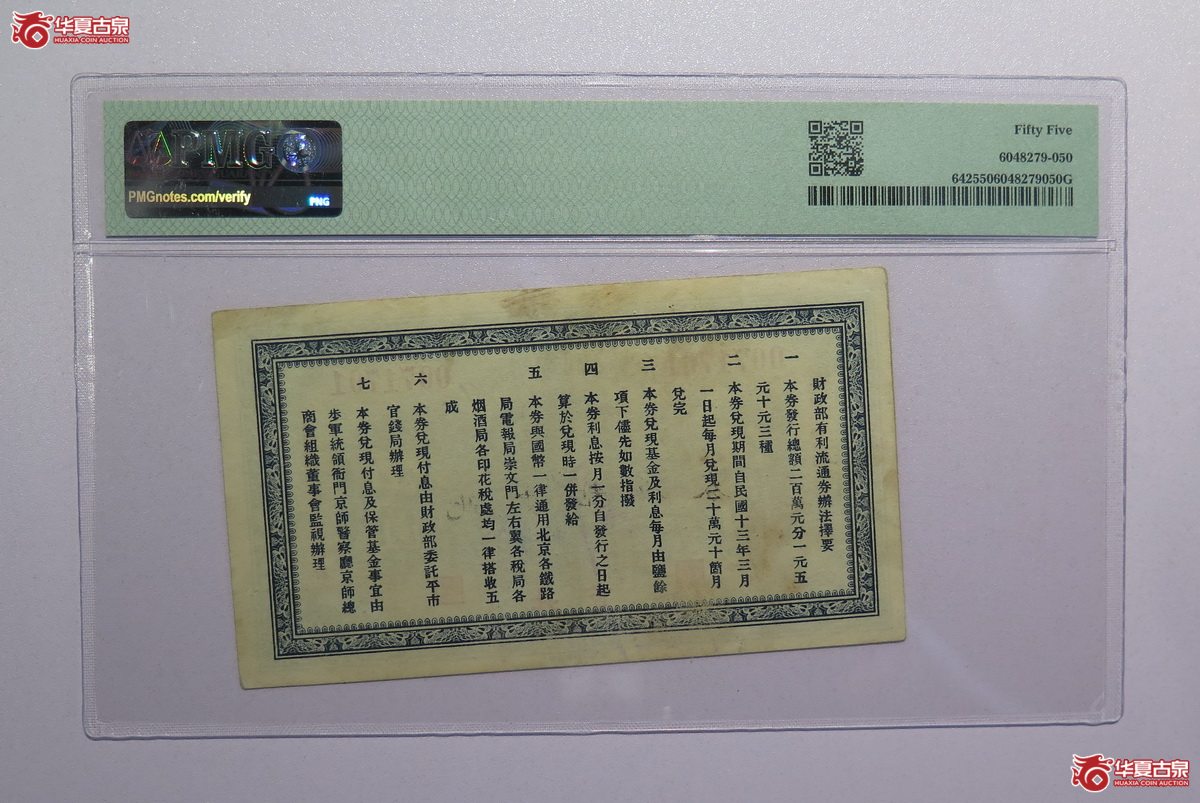 华夏古泉
HUAXIA COIN AUCTION
PMG
PMGnotes.com/verify
PNG
Fifty Five
6048279-050
6425506048279050G
財政部有利流通券辦法擇要
一 本券發行總額二百萬元分一元五
元十元三種
二 本券兌現期間自民國十三年三月
一日起每月兌現二十萬元十箇月
兌完
三 本券兌現基金及利息每月由鹽餘
項下儘先如數指撥
四 本券利息按月一分自發行之日起
算於兌現時一併發給
五 本券與國幣一律通用北京各鐵路
局電報局崇文門左右翼各稅局各
烟酒局各印花稅處均一律搭收五
成
六 本券兌現付息由財政部委託平市
官錢局辦理
七 本券兌現付息及保管基金事宜由
步軍統領衙門京師警察廳京師總
商會組織董事會監視辦理
华夏古泉
HUAXIA COIN AUCTION